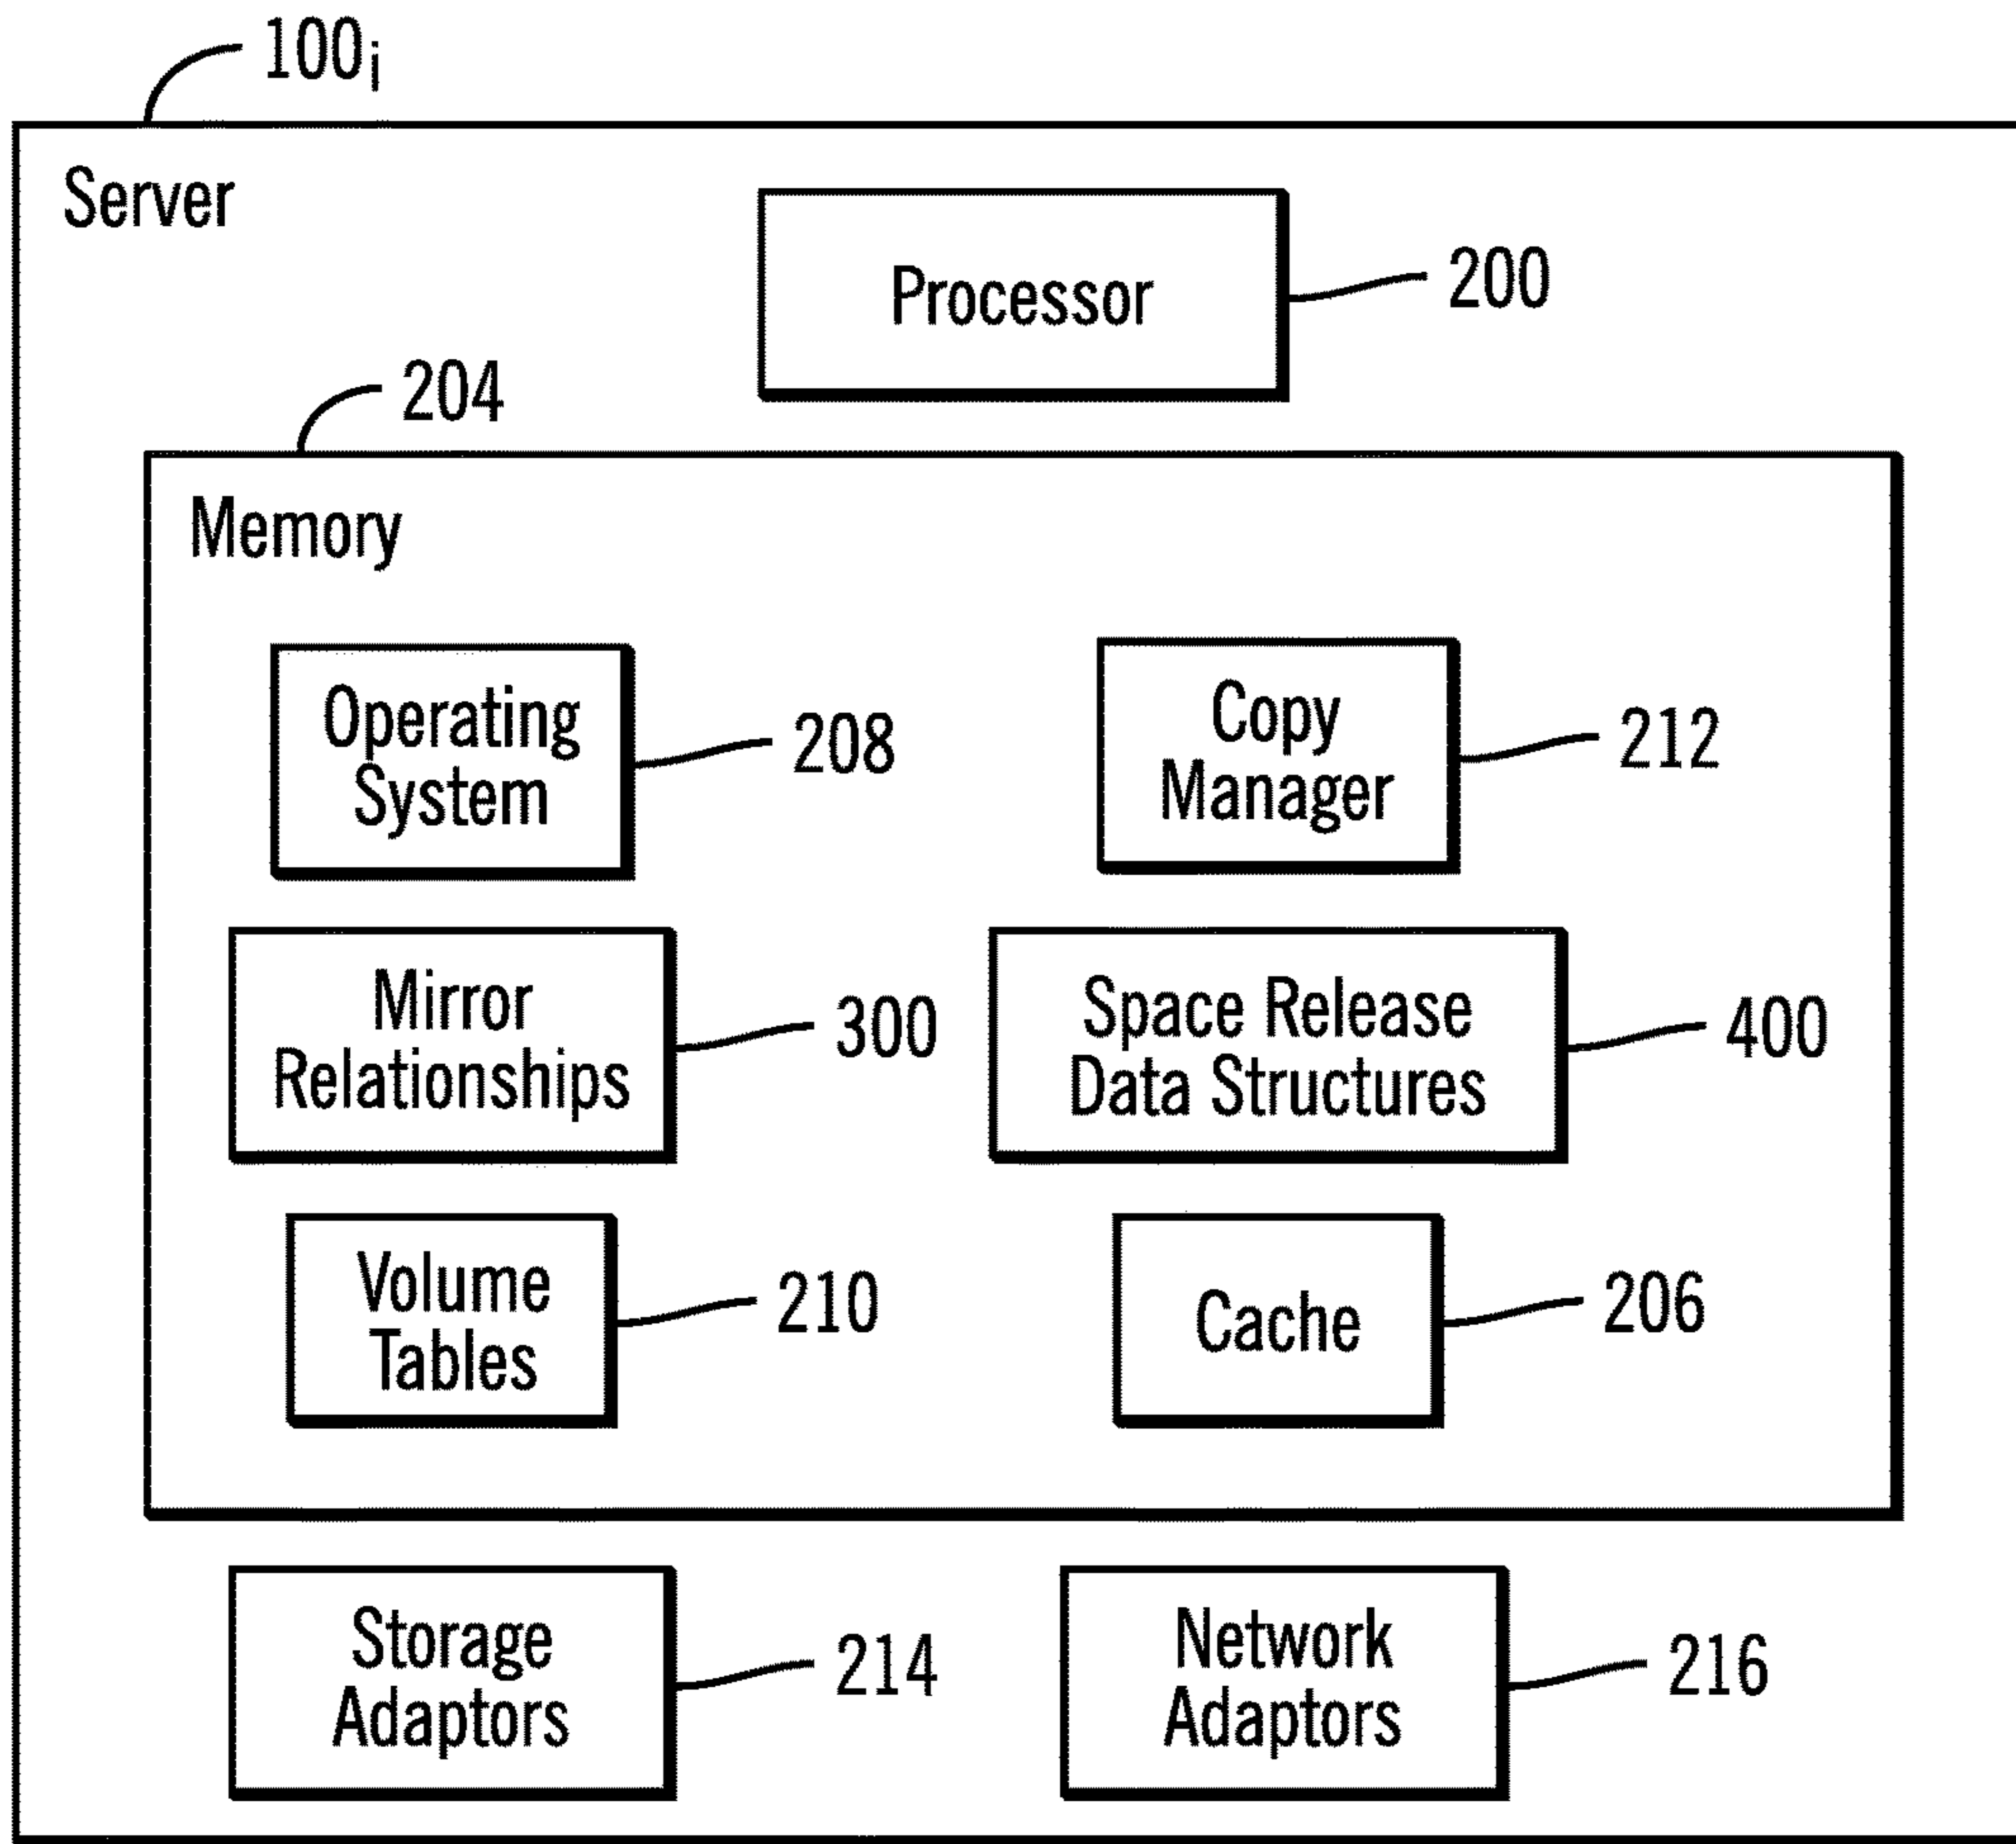 100i
Server
Processor
200
204
Memory
Operating
System
208
Copy
Manager
212
Mirror
Relationships
300
Space Release
Data Structures
400
Volume
Tables
210
Cache
206
Storage
Adaptors
214
Network
Adaptors
216